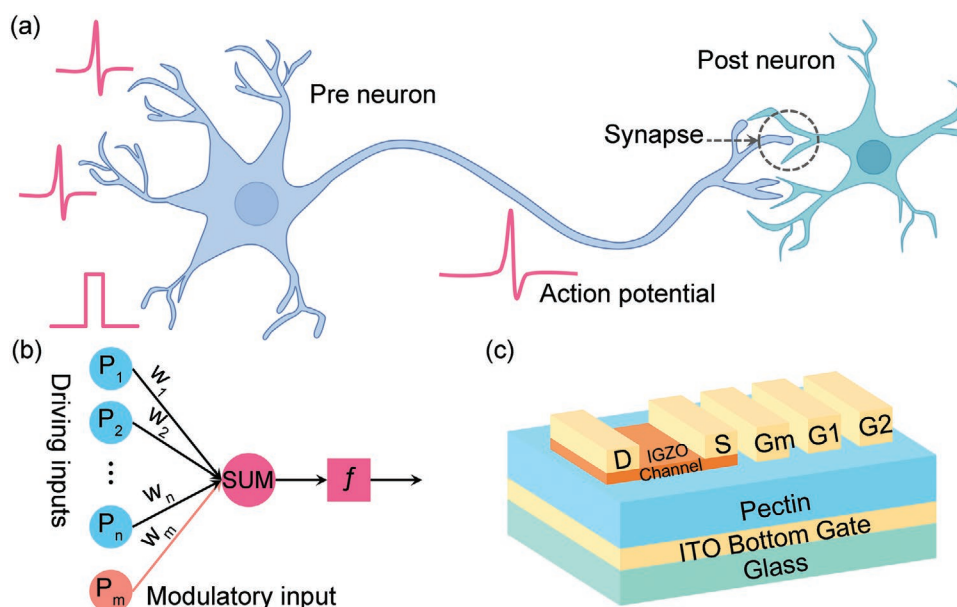 (a)
Pre neuron
Post neuron
Synapse
Action potential
(b)
Driving inputs
P1
P2
...
Pn
Pm
W1
W2
Wn
Wm
SUM
f
Modulatory input
(c)
D
IGZO
Channel
S
Gm
G1
G2
Pectin
ITO Bottom Gate
Glass